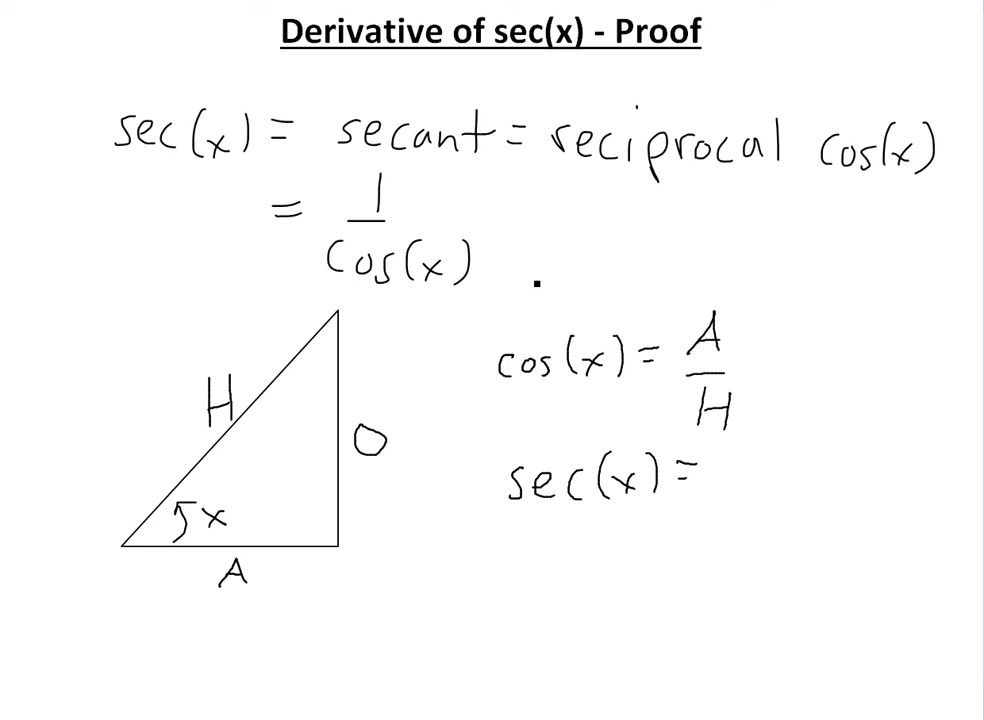 Derivative of sec(x) - Proof
sec(x) = secant = reciprocal cos(x)
= 1
cos(x)
cos(x) = A
H
H
O
sec(x) =
x
A